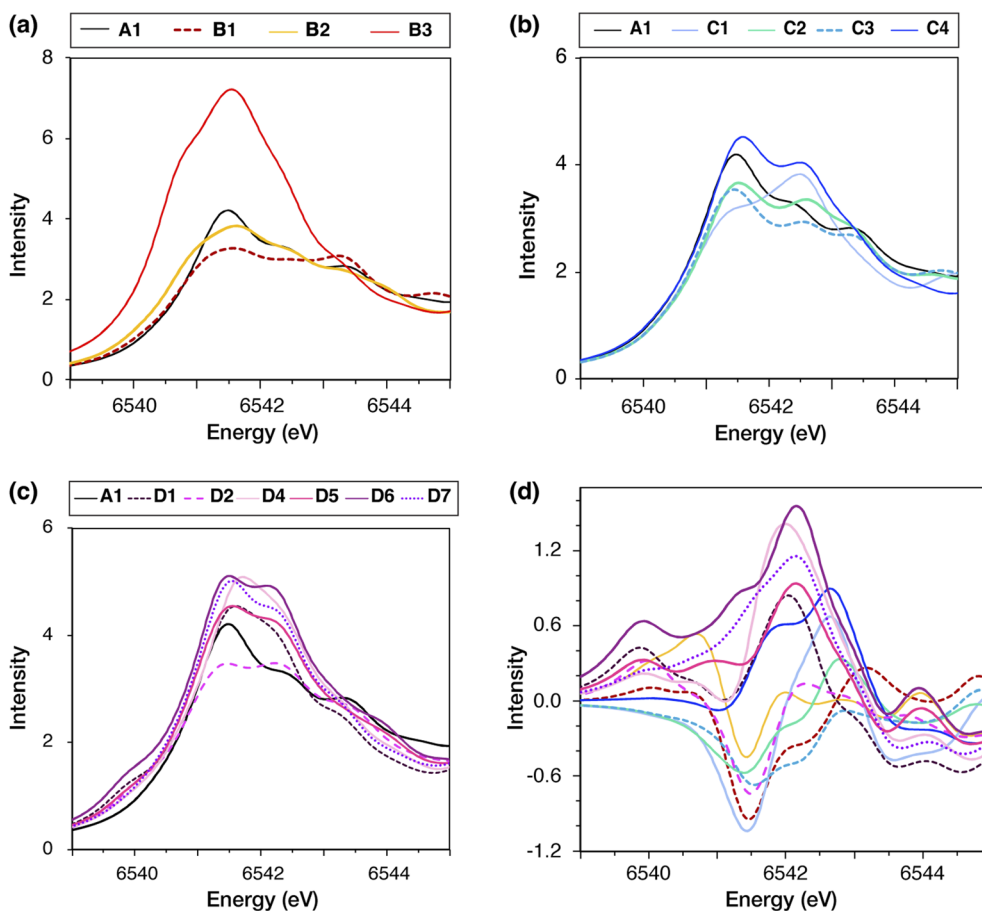 (a)
A1 B1 B2 B3
8
6
4
2
0
Intensity
6540 6542 6544
Energy (eV)
(b)
A1 C1 C2 C3 C4
6
4
2
0
Intensity
6540 6542 6544
Energy (eV)
(c)
A1 D1 D2 D4 D5 D6 D7
6
4
2
0
Intensity
6540 6542 6544
Energy (eV)
(d)
1.2
0.6
0.0
-0.6
-1.2
Intensity
6540 6542 6544
Energy (eV)